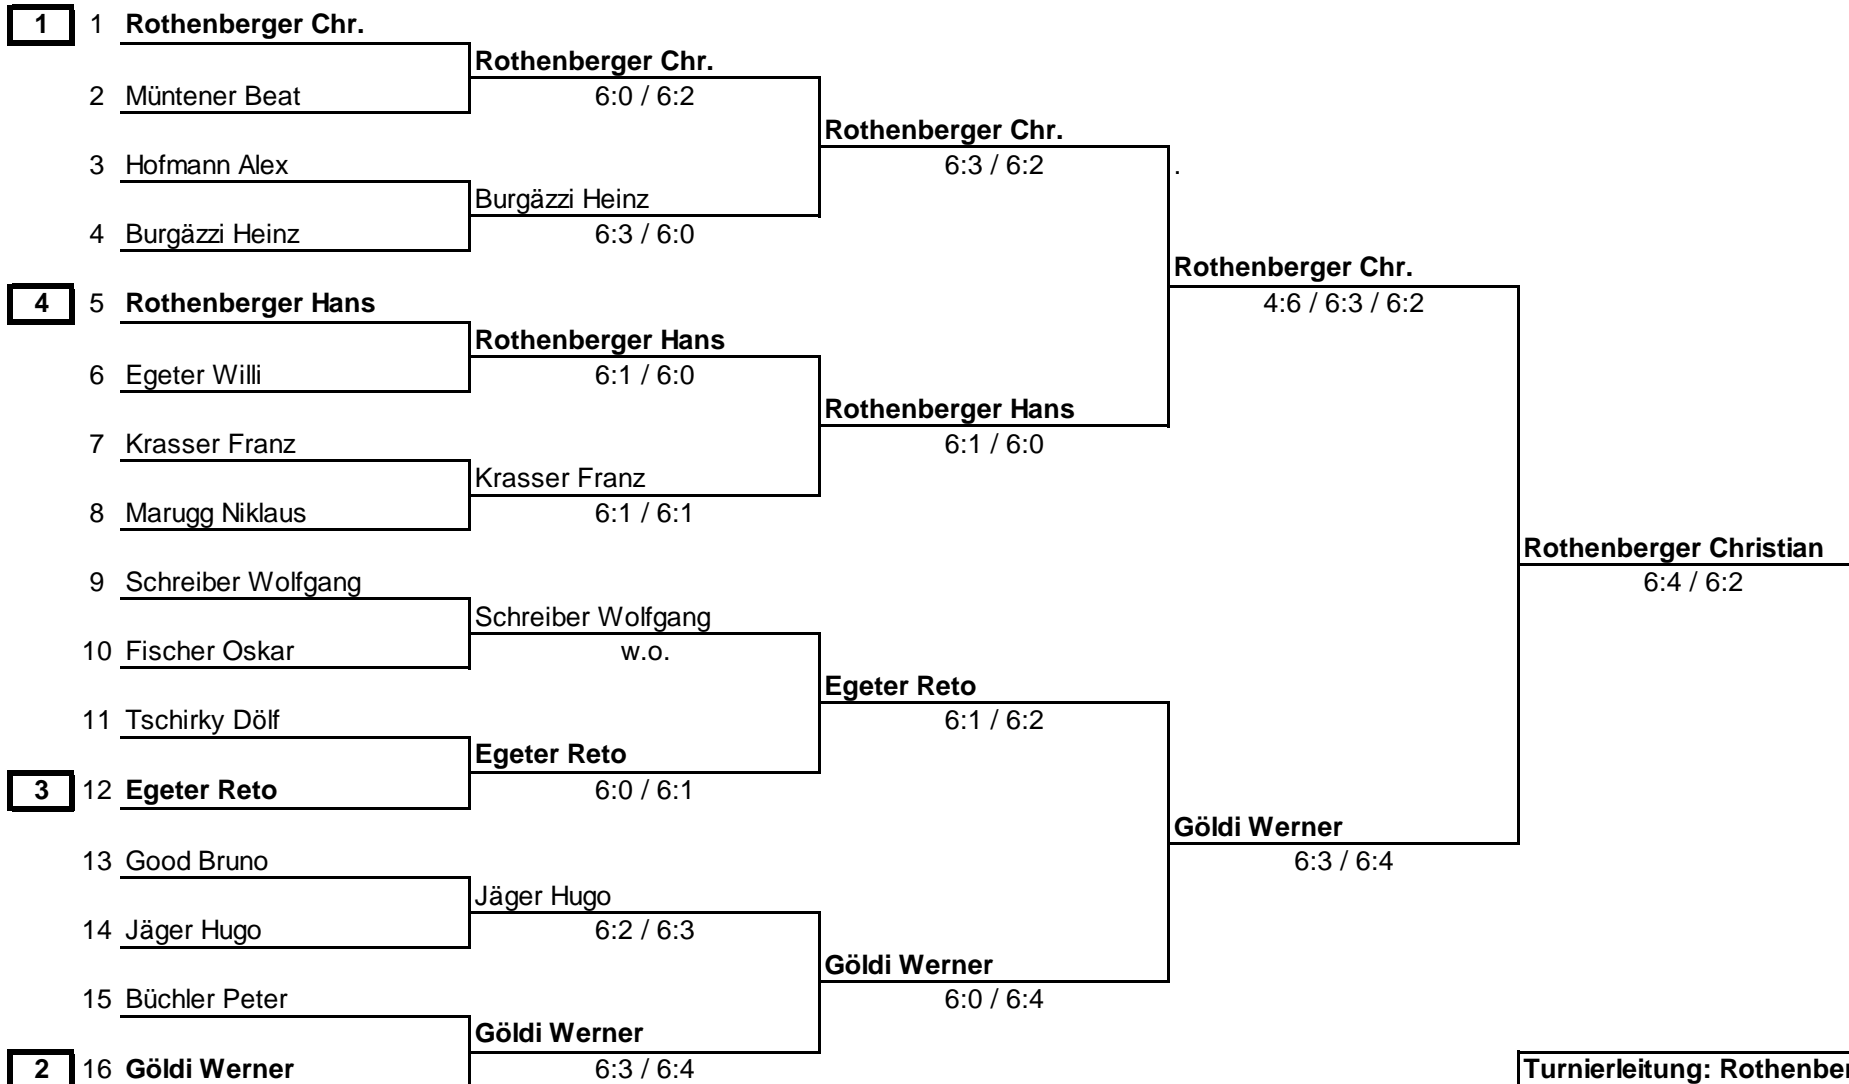 1 1 Rothenberger Chr.
Rothenberger Chr.
2 Müntener Beat 6:0 / 6:2
Rothenberger Chr.
3 Hofmann Alex 6:3 / 6:2 .
Burgäzzi Heinz
4 Burgäzzi Heinz 6:3 / 6:0
Rothenberger Chr.
4 5 Rothenberger Hans 4:6 / 6:3 / 6:2
Rothenberger Hans
6 Egeter Willi 6:1 / 6:0
Rothenberger Hans
7 Krasser Franz 6:1 / 6:0
Krasser Franz
8 Marugg Niklaus 6:1 / 6:1
Rothenberger Christian
9 Schreiber Wolfgang 6:4 / 6:2
Schreiber Wolfgang
10 Fischer Oskar w.o.
Egeter Reto
11 Tschirky Dölf 6:1 / 6:2
Egeter Reto
3 12 Egeter Reto 6:0 / 6:1
Göldi Werner
13 Good Bruno 6:3 / 6:4
Jäger Hugo
14 Jäger Hugo 6:2 / 6:3
Göldi Werner
15 Büchler Peter 6:0 / 6:4
Göldi Werner
2 16 Göldi Werner 6:3 / 6:4 Turnierleitung: Rothenber